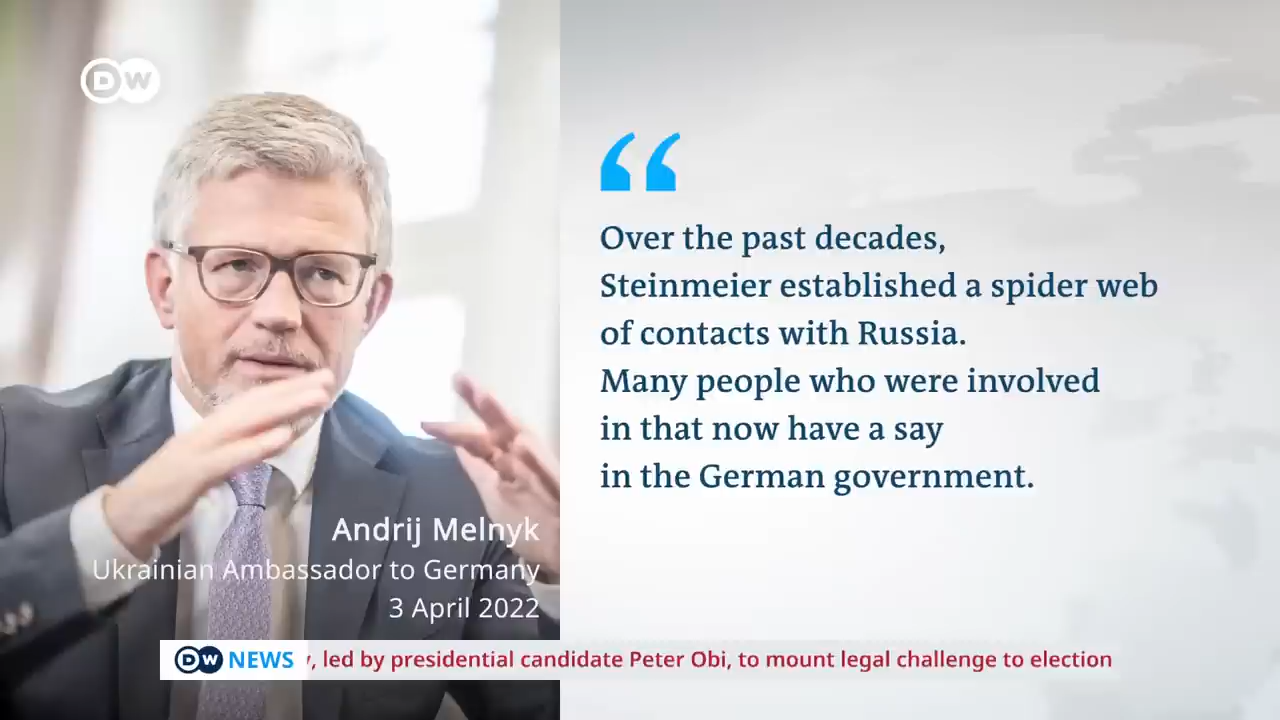 DW
Over the past decades,
Steinmeier established a spider web
of contacts with Russia.
Many people who were involved
in that now have a say
in the German government.
Andrij Melnyk
Ukrainian Ambassador to Germany
3 April 2022
DW NEWS , led by presidential candidate Peter Obi, to mount legal challenge to election